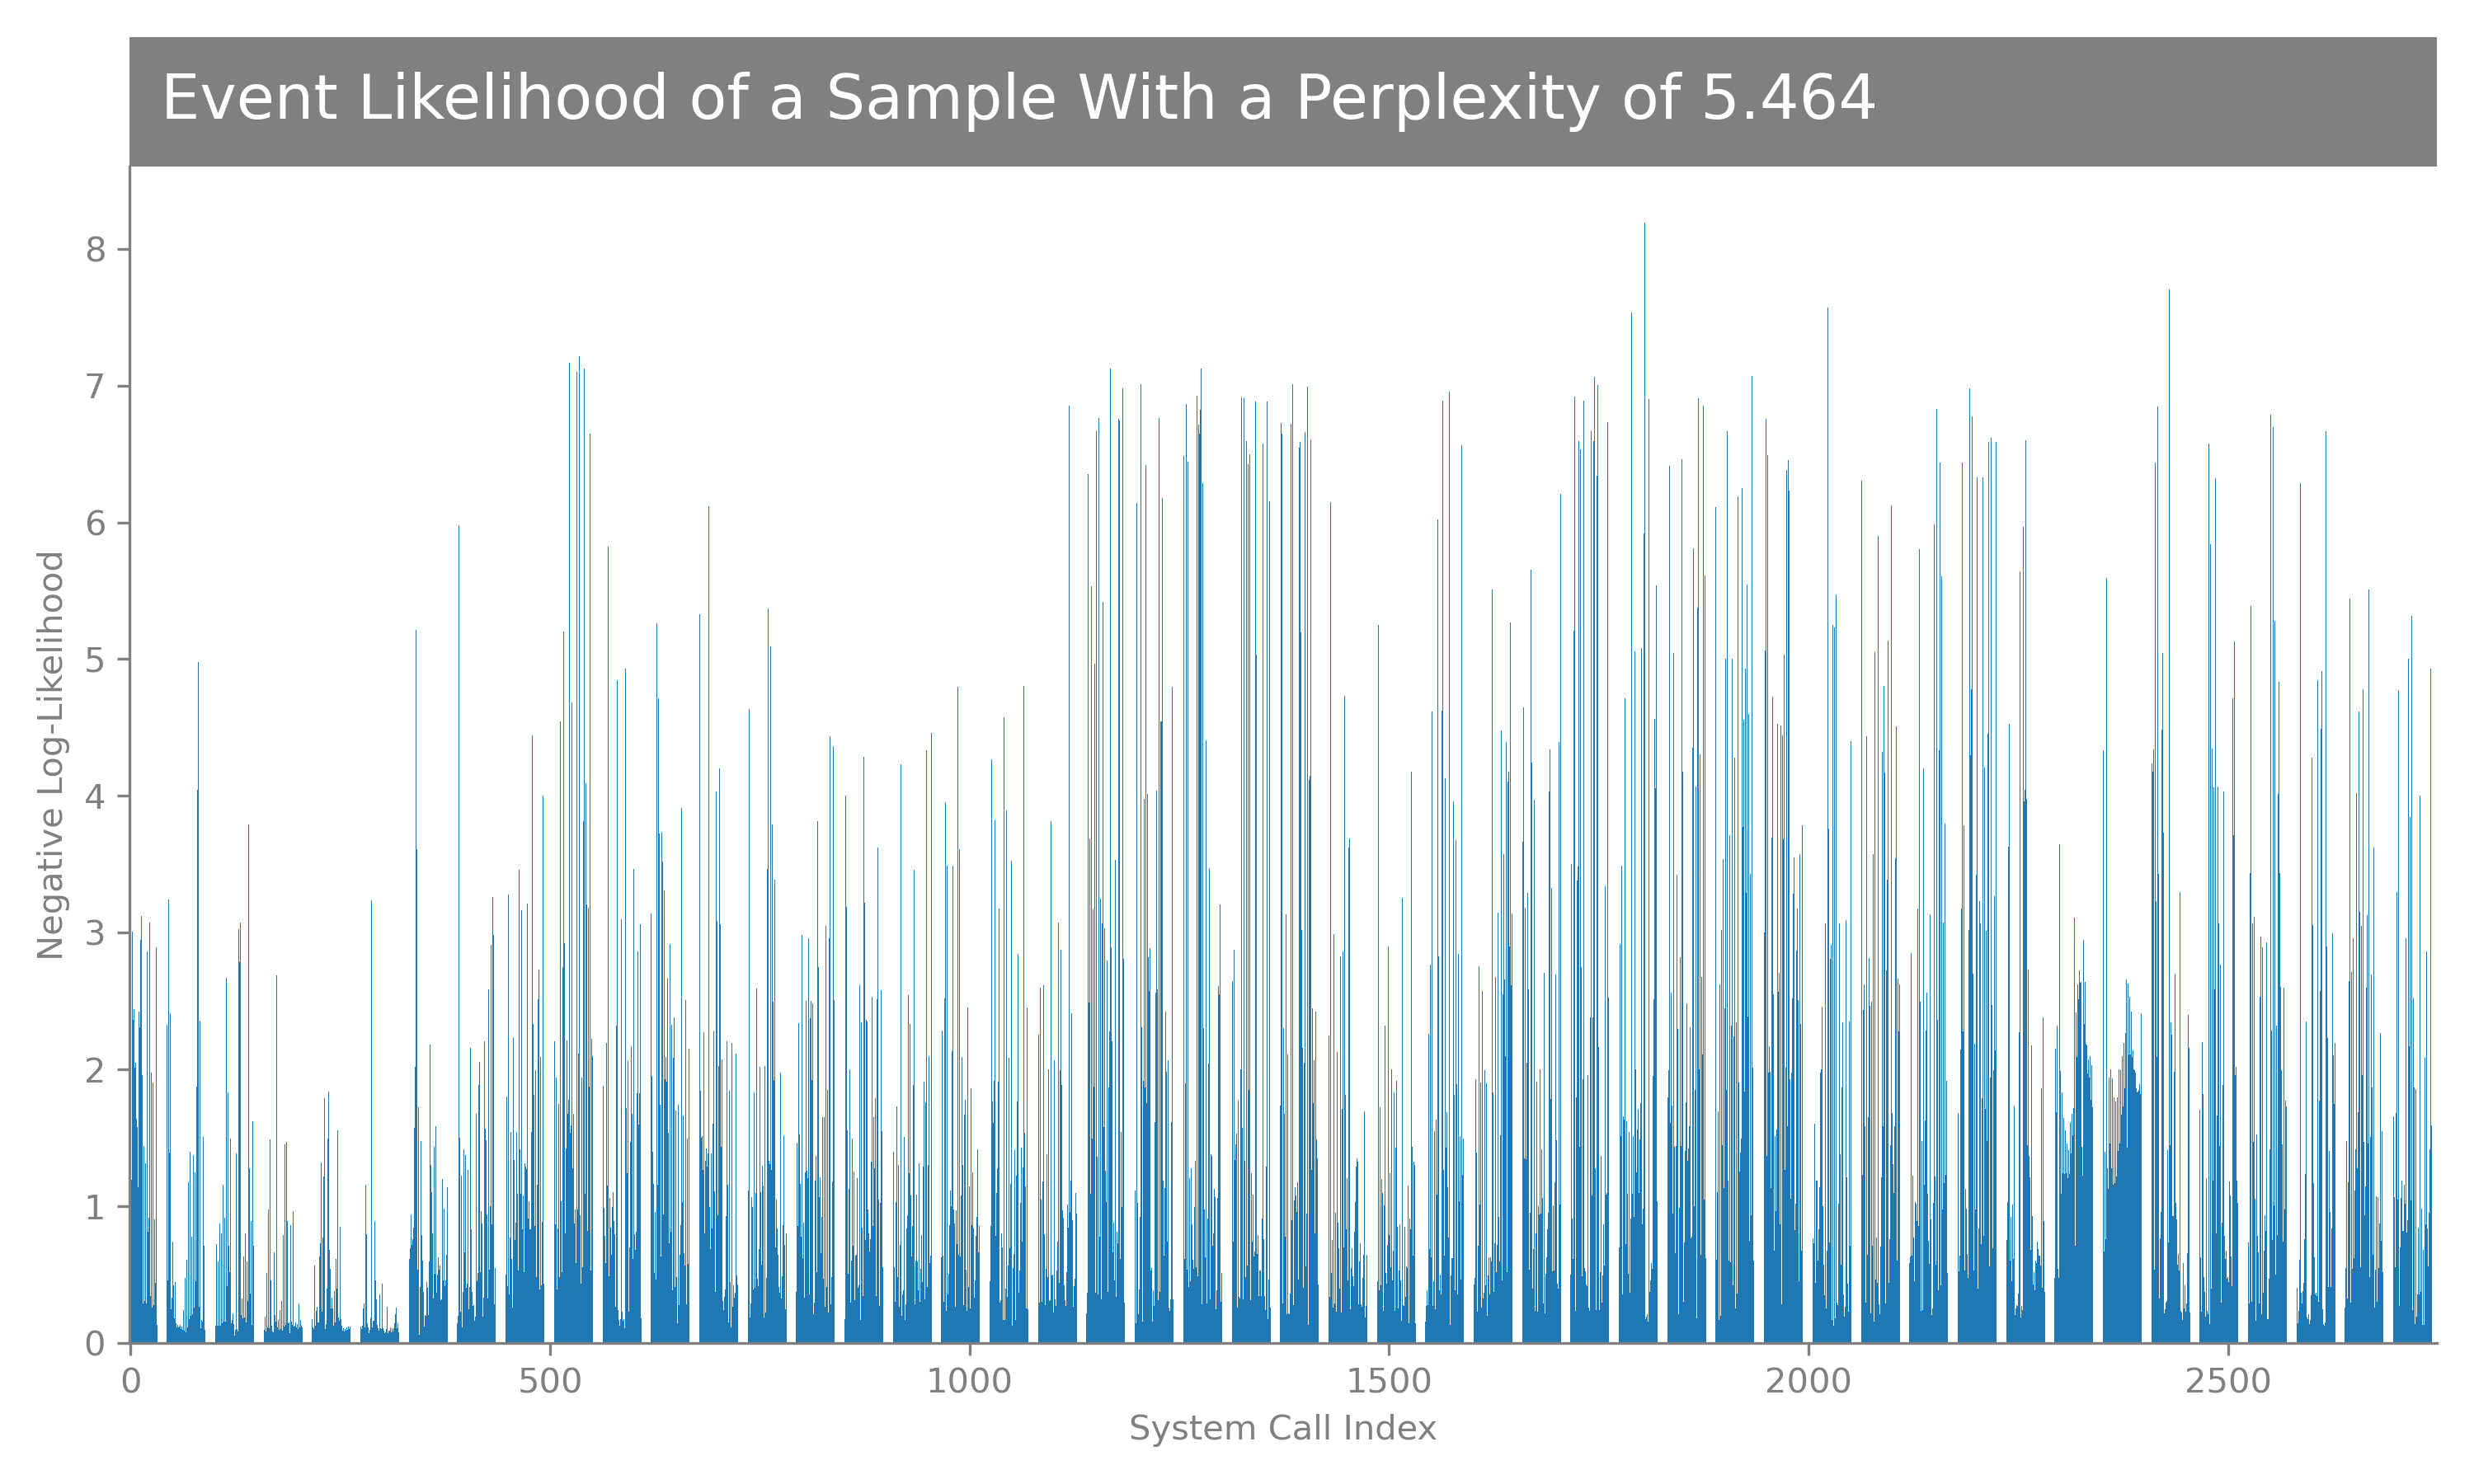 Event Likelihood of a Sample With a Perplexity of 5.464
8
7
6
5
4
3
2
1
0
Negative Log-Likelihood
0 500 1000 1500 2000 2500
System Call Index